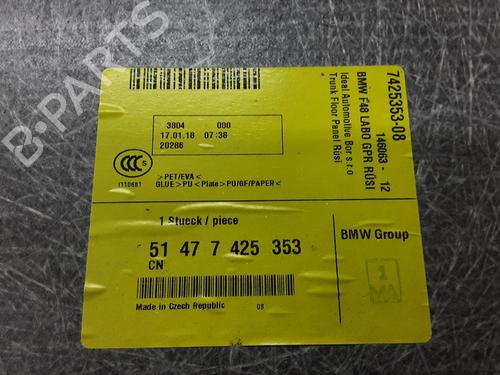 B-PARTS
3804 000
17.01.18 07:38
20286
CCC S
I110681
>PET/EVA<
GLUE>PU<Plate>PU/GF/PAPER<
1 Stueck / piece
51 47 7 425 353
CN
Made in Czech Republic 08
7425353-08
146063 - 12
BMW F48 LABO GPR RÜSI
Ideal Automotive Bor s.r.o
Trunk Floor Panel Rüsi
BMW Group
1
MA